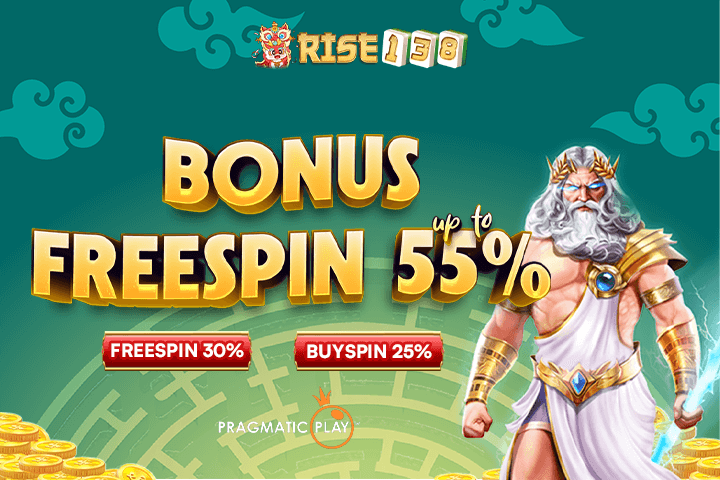 RISE138
BONUS
up to
FREESPIN 55%
FREESPIN 30%
BUYSPIN 25%
PRAGMATIC PLAY